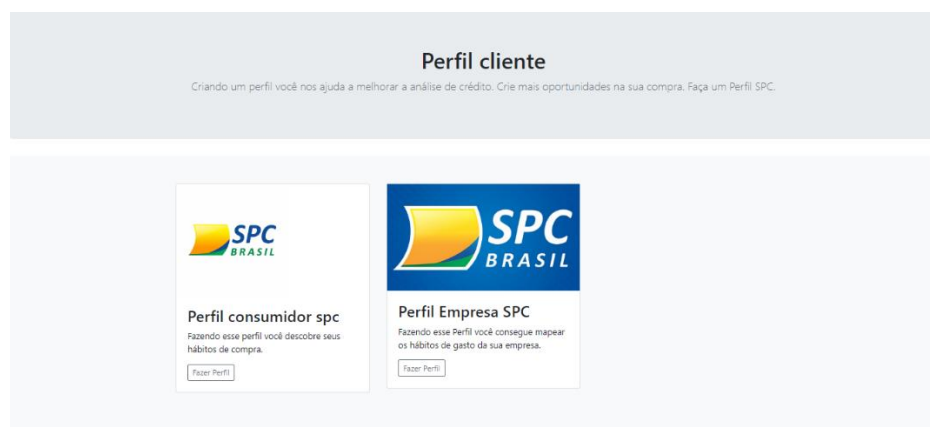 Perfil cliente
Criando um perfil você nos ajuda a melhorar a análise de crédito. Crie mais oportunidades na sua compra. Faça um Perfil SPC.
SPC
BRASIL
Perfil consumidor spc
Fazendo esse perfil você descobre seus
hábitos de compra.
Fazer Perfil
SPC
BRASIL
Perfil Empresa SPC
Fazendo esse Perfil você consegue mapear
os hábitos de gasto da sua empresa.
Fazer Perfil